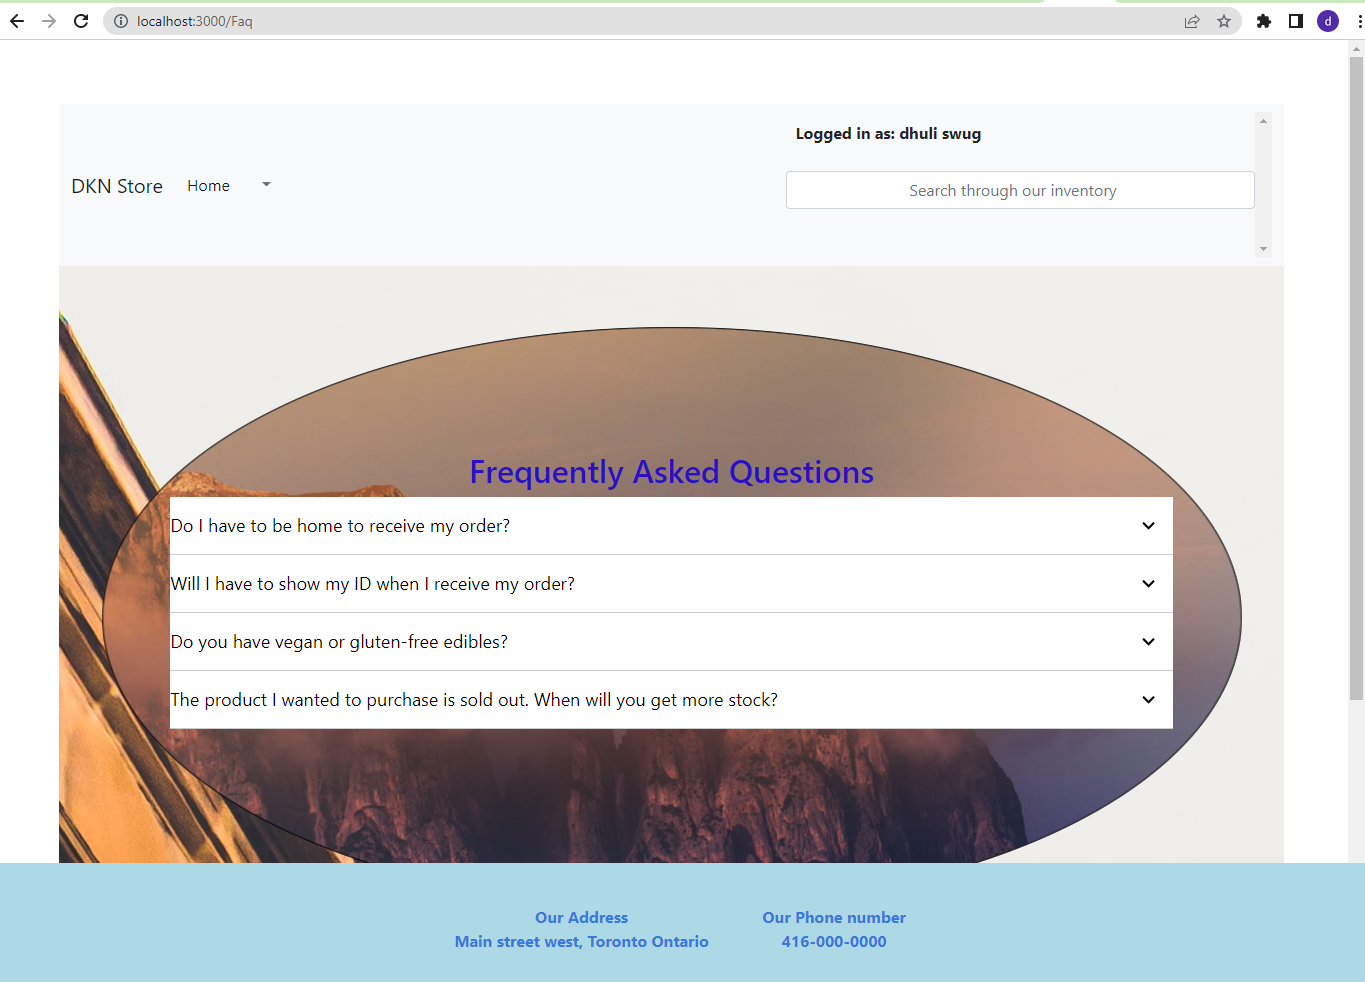 localhost:3000/Faq
d
Logged in as: dhuli swug
DKN Store
Home
Search through our inventory
Frequently Asked Questions
Do I have to be home to receive my order?
Will I have to show my ID when I receive my order?
Do you have vegan or gluten-free edibles?
The product I wanted to purchase is sold out. When will you get more stock?
Our Address
Main street west, Toronto Ontario
Our Phone number
416-000-0000